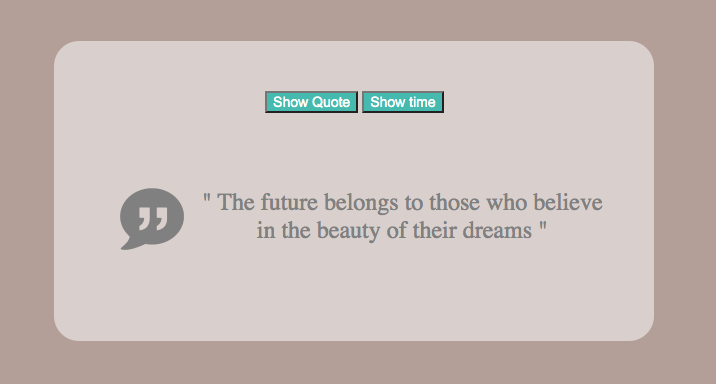 Show Quote Show time
" The future belongs to those who believe
in the beauty of their dreams "